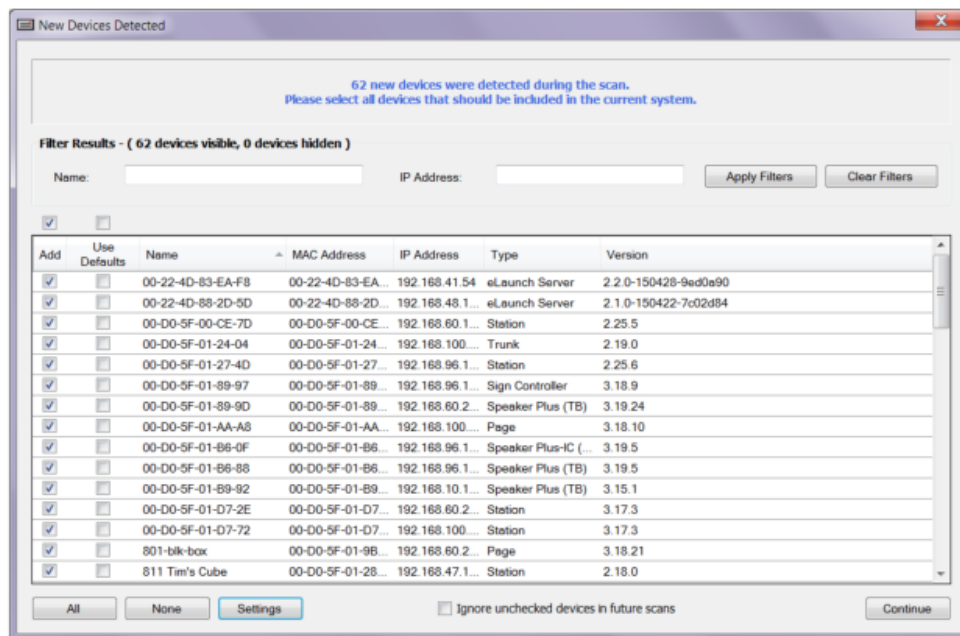 New Devices Detected
62 new devices were detected during the scan.
Please select all devices that should be included in the current system.
Filter Results - ( 62 devices visible, 0 devices hidden )
Name: IP Address: Apply Filters Clear Filters
Add Use Defaults Name MAC Address IP Address Type Version
00-22-4D-83-EA-F8 00-22-4D-83-EA... 192.168.41.54 eLaunch Server 2.2.0-150428-9ed0a90
00-22-4D-88-2D-5D 00-22-4D-88-2D... 192.168.48.1... eLaunch Server 2.1.0-150422-7c02d84
00-D0-5F-00-CE-7D 00-D0-5F-00-CE... 192.168.60.1... Station 2.25.5
00-D0-5F-01-24-04 00-D0-5F-01-24... 192.168.100.... Trunk 2.19.0
00-D0-5F-01-27-4D 00-D0-5F-01-27... 192.168.96.1... Station 2.25.6
00-D0-5F-01-89-97 00-D0-5F-01-89... 192.168.96.1... Sign Controller 3.18.9
00-D0-5F-01-89-9D 00-D0-5F-01-89... 192.168.60.2... Speaker Plus (TB) 3.19.24
00-D0-5F-01-AA-A8 00-D0-5F-01-AA... 192.168.100.... Page 3.18.10
00-D0-5F-01-B6-0F 00-D0-5F-01-B6... 192.168.96.1... Speaker Plus-IC (... 3.19.5
00-D0-5F-01-B6-88 00-D0-5F-01-B6... 192.168.96.1... Speaker Plus (TB) 3.19.5
00-D0-5F-01-B9-92 00-D0-5F-01-B9... 192.168.10.1... Speaker Plus (TB) 3.15.1
00-D0-5F-01-D7-2E 00-D0-5F-01-D7... 192.168.60.2... Station 3.17.3
00-D0-5F-01-D7-72 00-D0-5F-01-D7... 192.168.100.... Station 3.17.3
801-blk-box 00-D0-5F-01-9B... 192.168.60.2... Page 3.18.21
811 Tim's Cube 00-D0-5F-01-28... 192.168.47.1... Station 2.18.0
All None Settings Ignore unchecked devices in future scans Continue